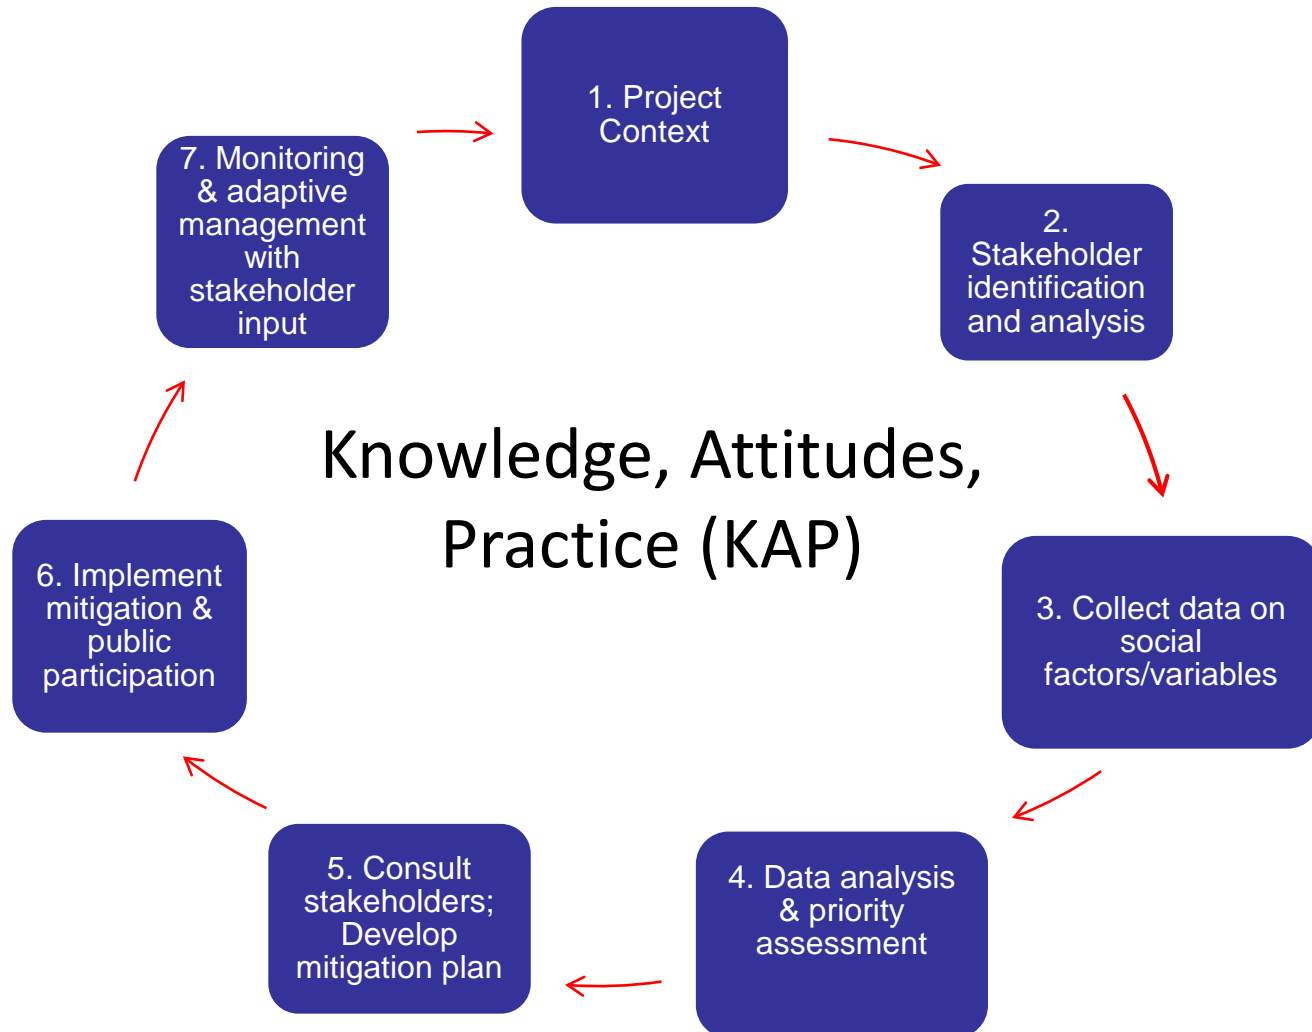 1. Project
Context
2.
Stakeholder
identification
and analysis
3. Collect data on
social
factors/variables
4. Data analysis
& priority
assessment
5. Consult
stakeholders;
Develop
mitigation plan
6. Implement
mitigation &
public
participation
7. Monitoring
& adaptive
management
with
stakeholder
input
Knowledge, Attitudes,
Practice (KAP)